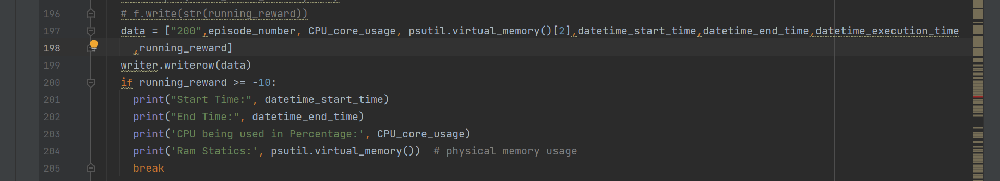 196 # f.write(str(running_reward))
197 data = ["200",episode_number, CPU_core_usage, psutil.virtual_memory()[2],datetime_start_time,datetime_end_time,datetime_execution_time
198 ,running_reward]
199 writer.writerow(data)
200 if running_reward >= -10:
201 print("Start Time:", datetime_start_time)
202 print("End Time:", datetime_end_time)
203 print('CPU being used in Percentage:', CPU_core_usage)
204 print('Ram Statics:', psutil.virtual_memory())  # physical memory usage
205 break